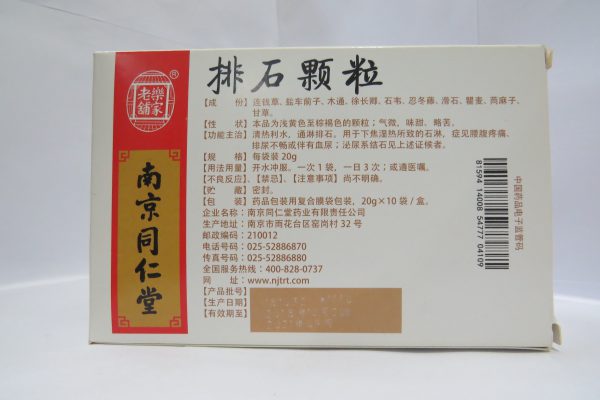 樂家
老舖
®
南京同仁堂
排石颗粒
【成 份】连钱草、盐车前子、木通、徐长卿、石韦、忍冬藤、滑石、瞿麦、苘麻子、
甘草。
【性 状】本品为浅黄色至棕褐色的颗粒；气微，味甜、略苦。
【功能主治】清热利水，通淋排石。用于下焦湿热所致的石淋，症见腰腹疼痛、
排尿不畅或伴有血尿；泌尿系结石见上述证候者。
【规 格】每袋装 20g
【用法用量】开水冲服。一次 1 袋，一日 3 次；或遵医嘱。
【不良反应】、【禁忌】、【注意事项】尚不明确。
【贮 藏】密封。
【包 装】药品包装用复合膜袋包装，20g×10 袋 / 盒。
企业名称：南京同仁堂药业有限责任公司
生产地址：南京市雨花台区窑岗村 32 号
邮政编码：210012
电话号码：025-52886870
传真号码：025-52886880
全国服务热线：400-828-0737
网 址：www.njtrt.com
【产品批号】
【生产日期】
【有效期至】
81594 14008 54777 04109
中国药品电子监管码